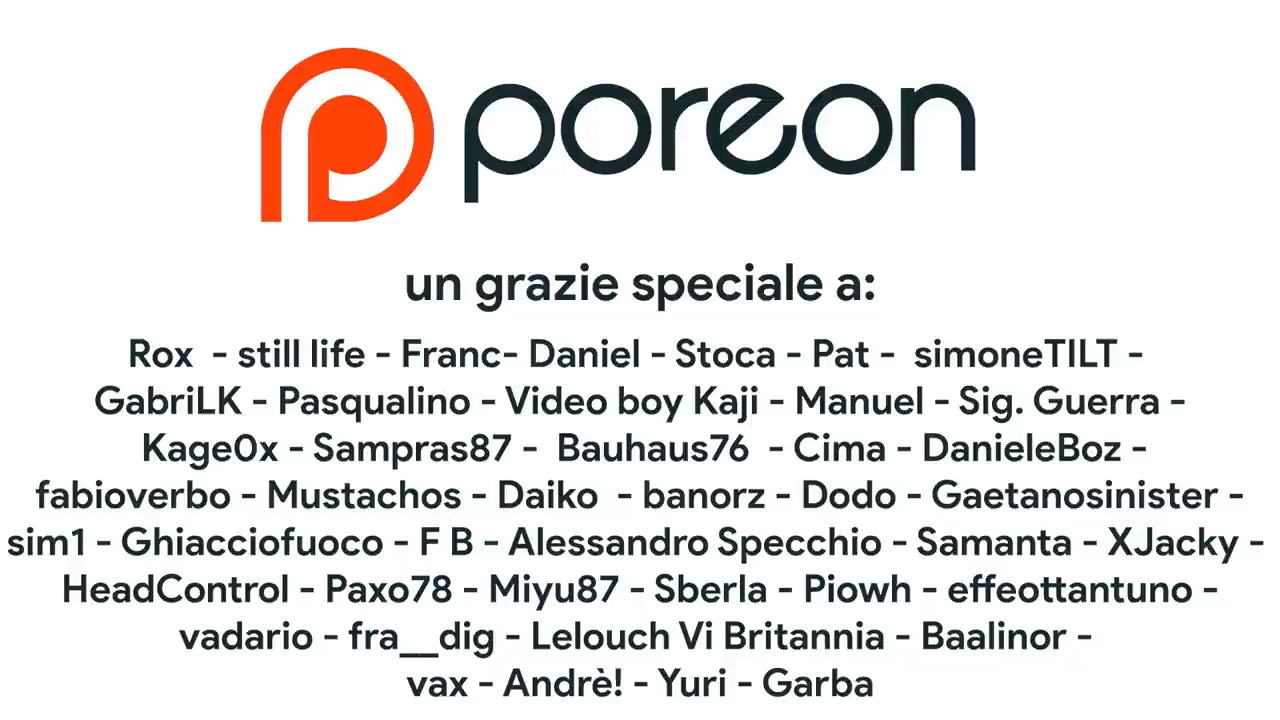 poreon
un grazie speciale a:
Rox - still life - Franc- Daniel - Stoca - Pat - simoneTILT -
GabriLK - Pasqualino - Video boy Kaji - Manuel - Sig. Guerra -
Kage0x - Sampras87 - Bauhaus76 - Cima - DanieleBoz -
fabioverbo - Mustachos - Daiko - banorz - Dodo - Gaetanosinister -
sim1 - Ghiacciofuoco - F B - Alessandro Specchio - Samanta - XJacky -
HeadControl - Paxo78 - Miyu87 - Sberla - Piowh - effeottantuno -
vadario - fra__dig - Lelouch Vi Britannia - Baalinor -
vax - Andrè! - Yuri - Garba